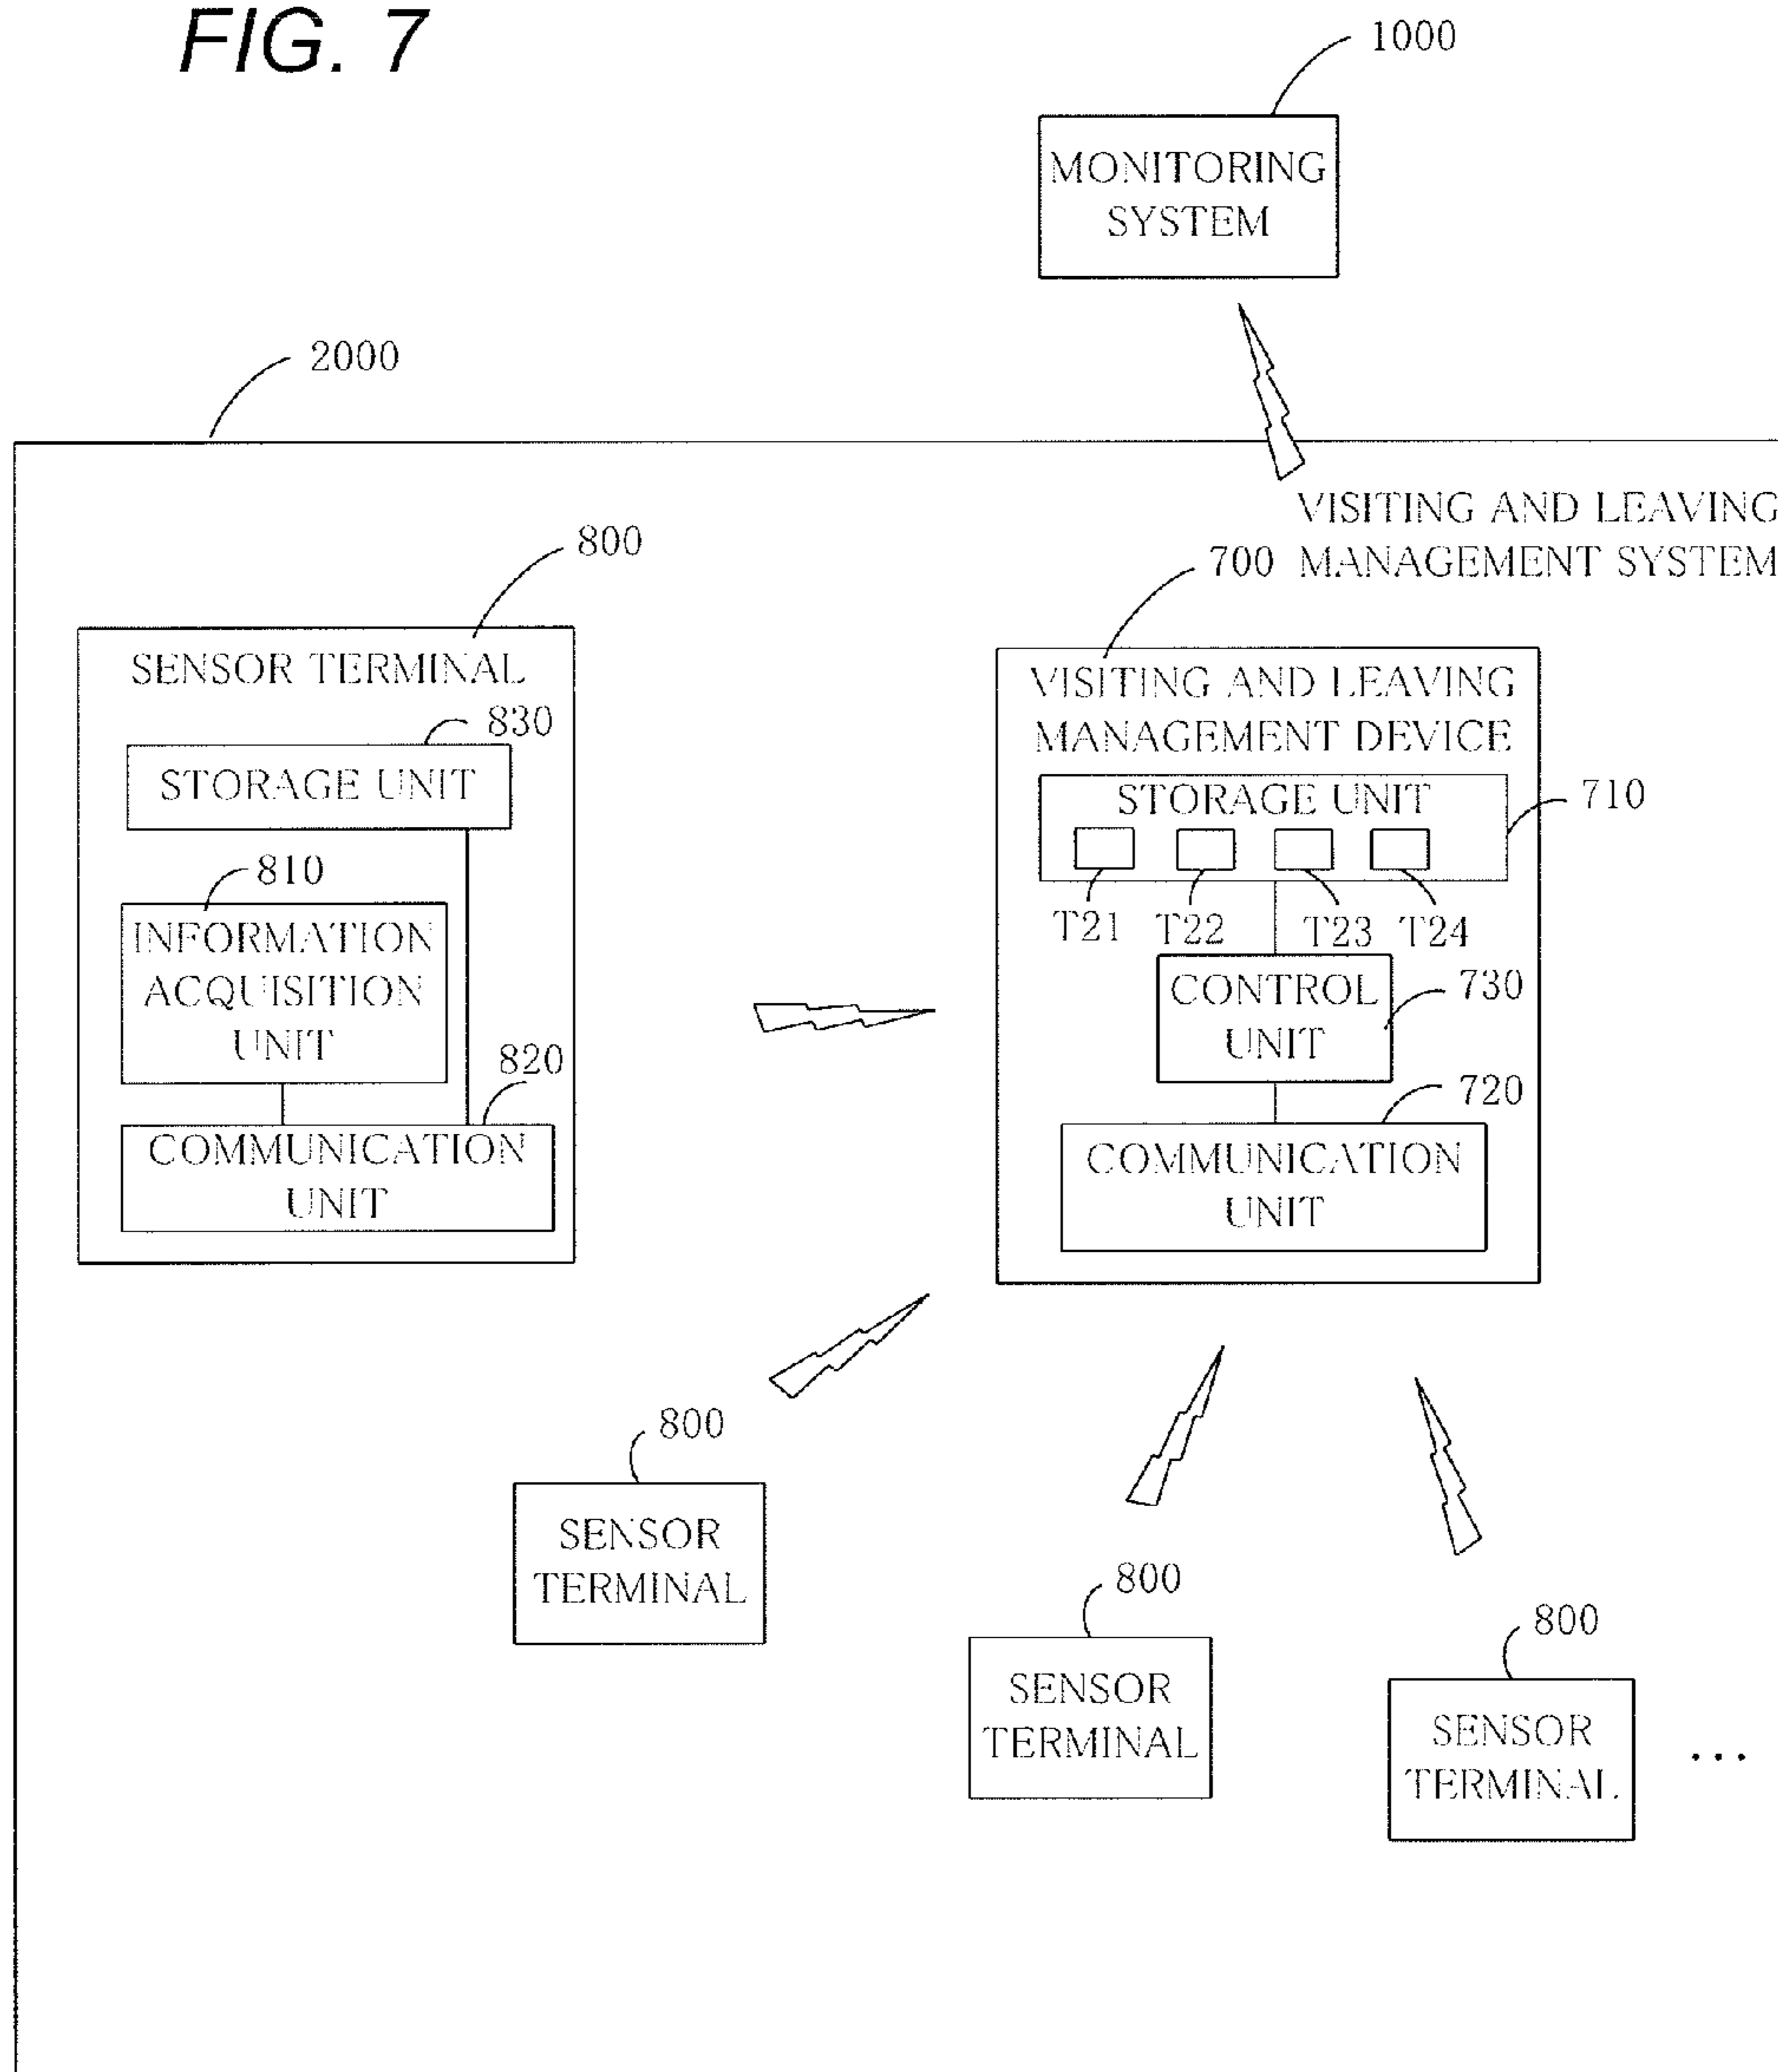 FIG. 7
1000
MONITORING
SYSTEM
2000
VISITING AND LEAVING
MANAGEMENT SYSTEM
800
SENSOR TERMINAL
830
STORAGE UNIT
810
INFORMATION
ACQUISITION
UNIT
820
COMMUNICATION
UNIT
700
VISITING AND LEAVING
MANAGEMENT DEVICE
STORAGE UNIT
710
T21
T22
T23
T24
CONTROL
UNIT
730
720
COMMUNICATION
UNIT
800
SENSOR
TERMINAL
800
SENSOR
TERMINAL
800
SENSOR
TERMINAL
...